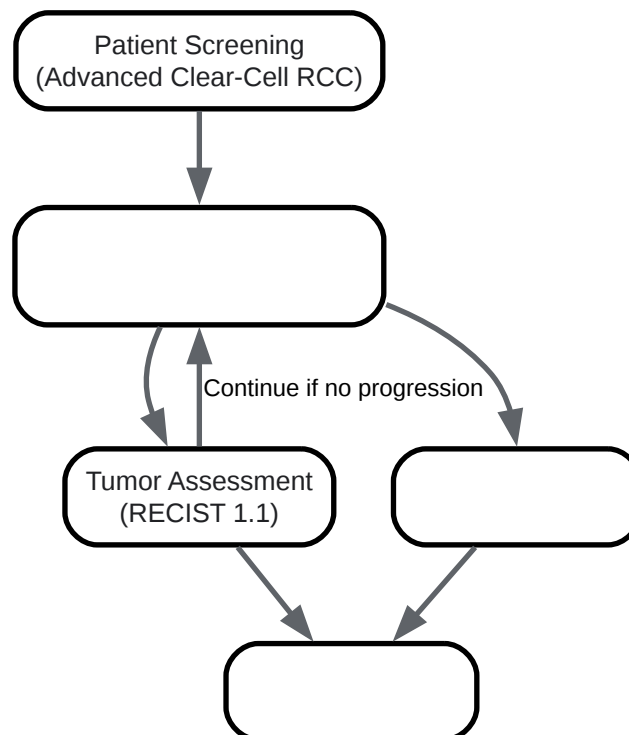 Patient Screening
(Advanced Clear-Cell RCC)
Continue if no progression
Tumor Assessment
(RECIST 1.1)